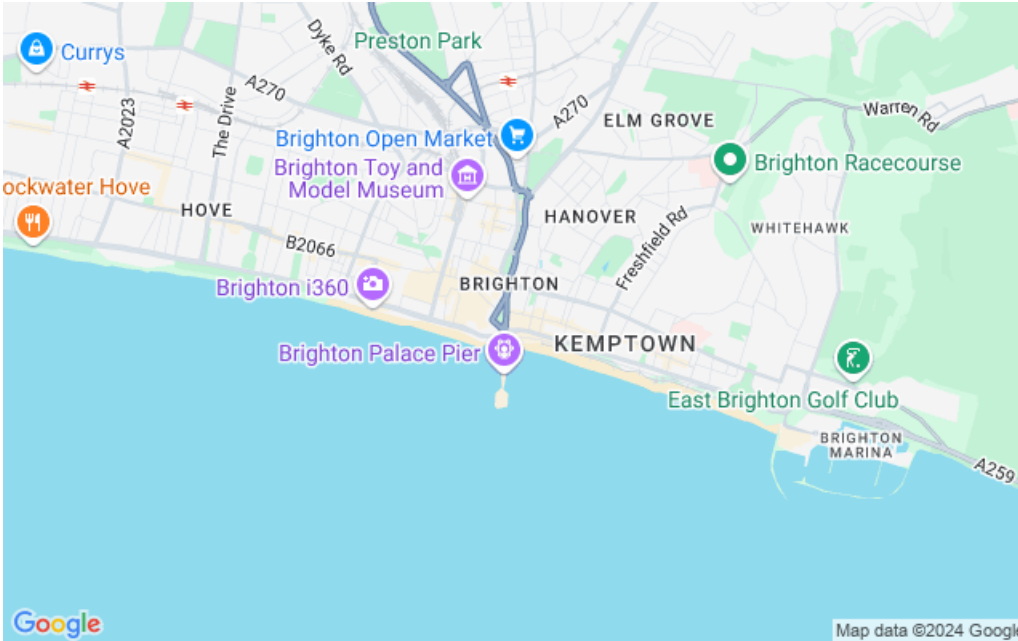 Preston Park
Dyke Rd
Currys
A270
A2023
The Drive
A270
Warren Rd
ELM GROVE
Brighton Open Market
Brighton Racecourse
Brighton Toy and
Model Museum
ockwater Hove
HOVE
HANOVER
Freshfield Rd
WHITEHAWK
B2066
Brighton i360
BRIGHTON
KEMPTOWN
Brighton Palace Pier
East Brighton Golf Club
BRIGHTON
MARINA
A259
Google
Map data ©2024 Google